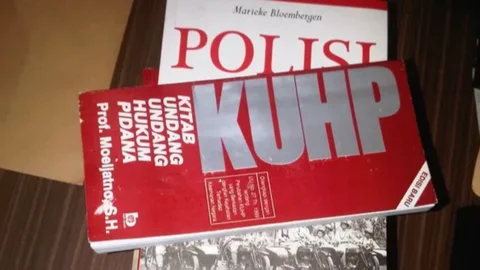 Marieke Bloembergen
POLISI
KUHP
KITAB
UNDANG
UNDANG
HUKUM
PIDANA
Prof. Moeljatno, S.H.
EDISI BARU